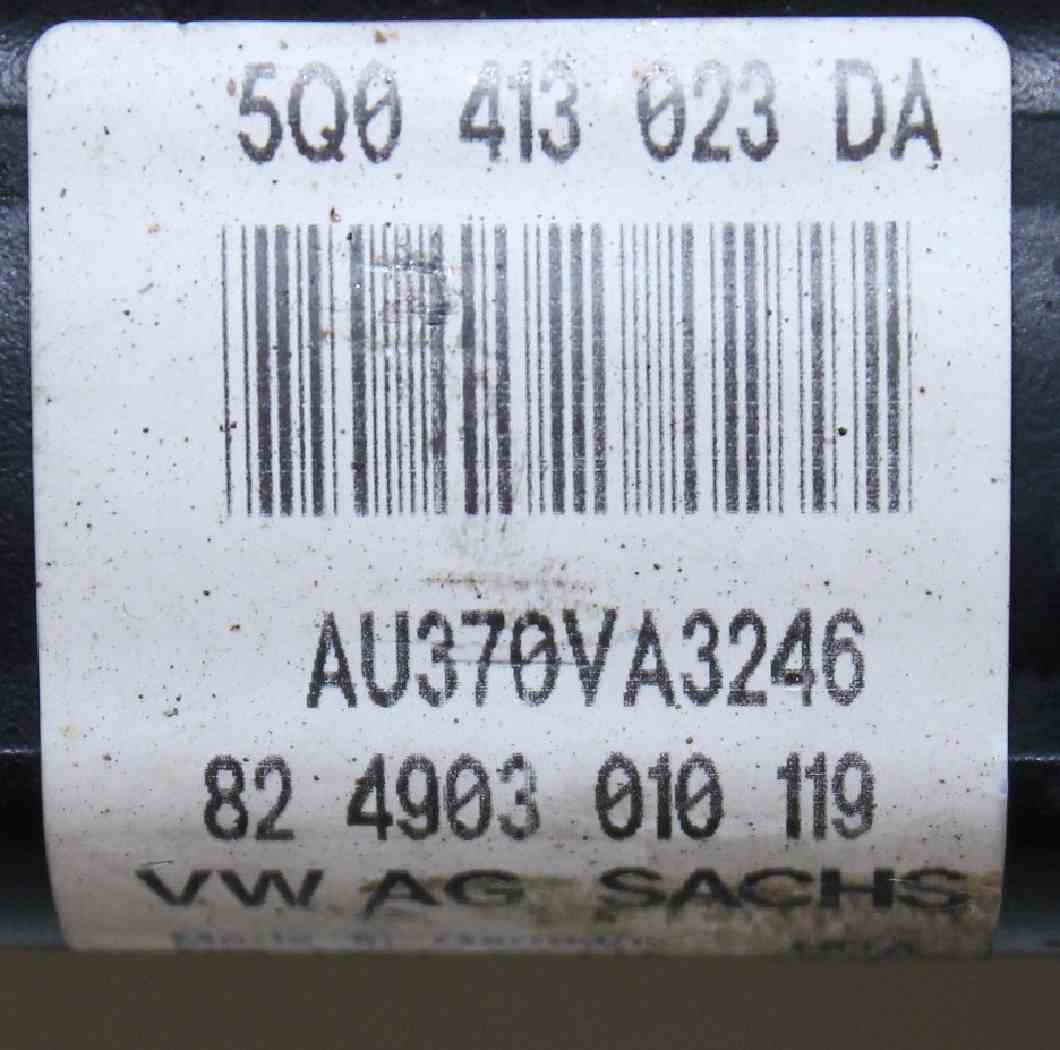 5Q0 413 023 DA
AU370VA3246
82 4903 010 119
VW AG SACHS